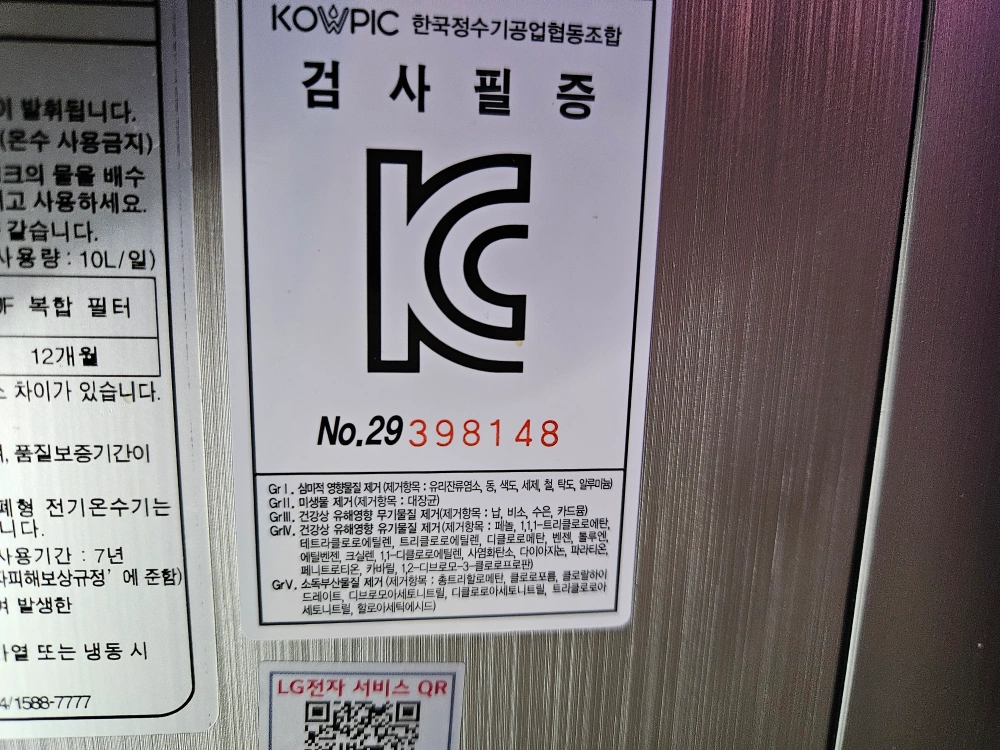 이 발휘됩니다.
(온수 사용금지)
크의 물을 배수
고 사용하세요.
같습니다.
사용량 : 10L/일)
복합 필터
12개월
차이가 있습니다.
품질보증기간이
폐형 전기온수기는
니다.
사용기간 : 7년
자피해보상규정’에 준함)
발생한
가열 또는 냉동 시
4/1588-7777
KOWPIC 한국정수기공업협동조합
검 사 필 증
KC
No.29 398148
GrⅠ. 심미적 영향물질 제거(제거항목 : 유리잔류염소, 동, 색도, 세제, 철, 탁도, 알루미늄)
GrⅡ. 미생물 제거(제거항목 : 대장균)
GrⅢ. 건강상 유해영향 무기물질 제거(제거항목 : 납, 비소, 수은, 카드뮴)
GrⅣ. 건강상 유해영향 유기물질 제거(제거항목 : 페놀, 1,1,1-트리클로로에탄,
테트라클로로에틸렌, 트리클로로에틸렌, 디클로로메탄, 벤젠, 톨루엔,
에틸벤젠, 크실렌, 1,1-디클로로에틸렌, 사염화탄소, 다이아지논, 파라티온,
페니트로티온, 카바릴, 1,2-디브로모-3-클로로프로판)
GrⅤ. 소독부산물질 제거 (제거항목 : 총트리할로메탄, 클로로포름, 클로랄하이
드레이트, 디브로모아세토니트릴, 디클로로아세토니트릴, 트리클로로아
세토니트릴, 할로아세틱에시드)
LG전자 서비스 QR